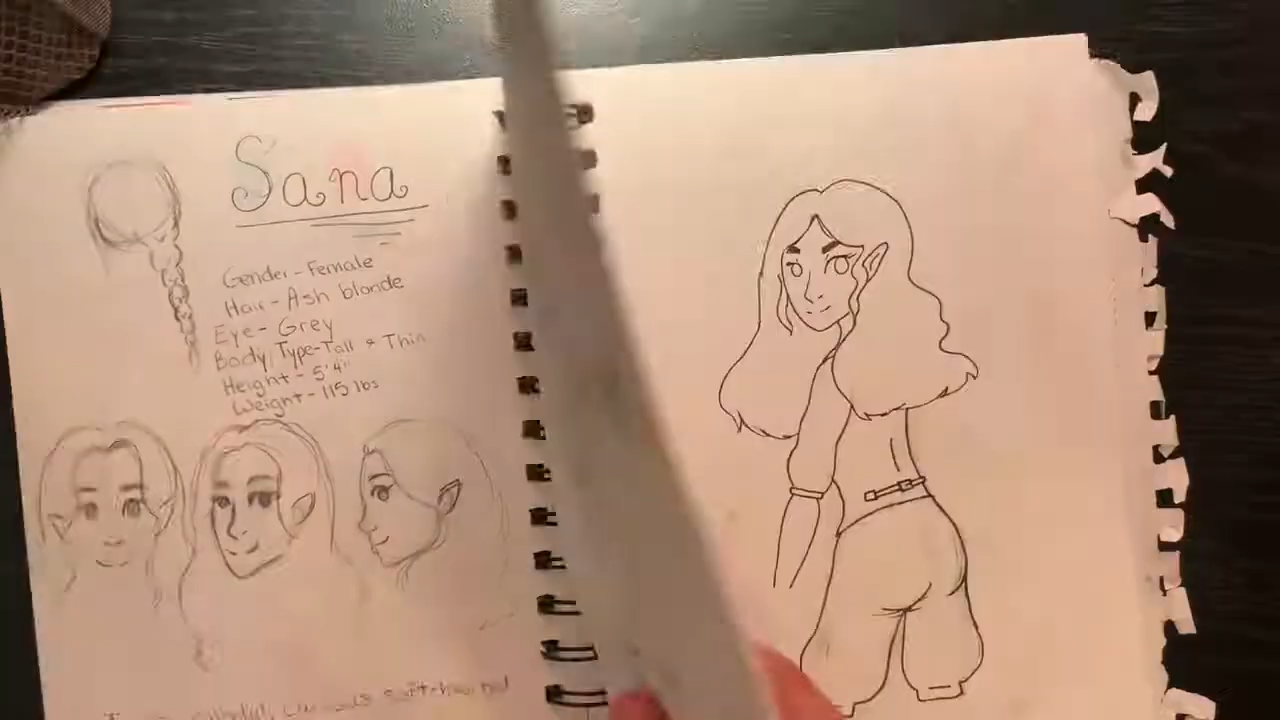 Sana
Gender - Female
Hair - Ash blonde
Eye - Grey
Body Type - Tall & Thin
Height - 5'4"
Weight - 115 lbs